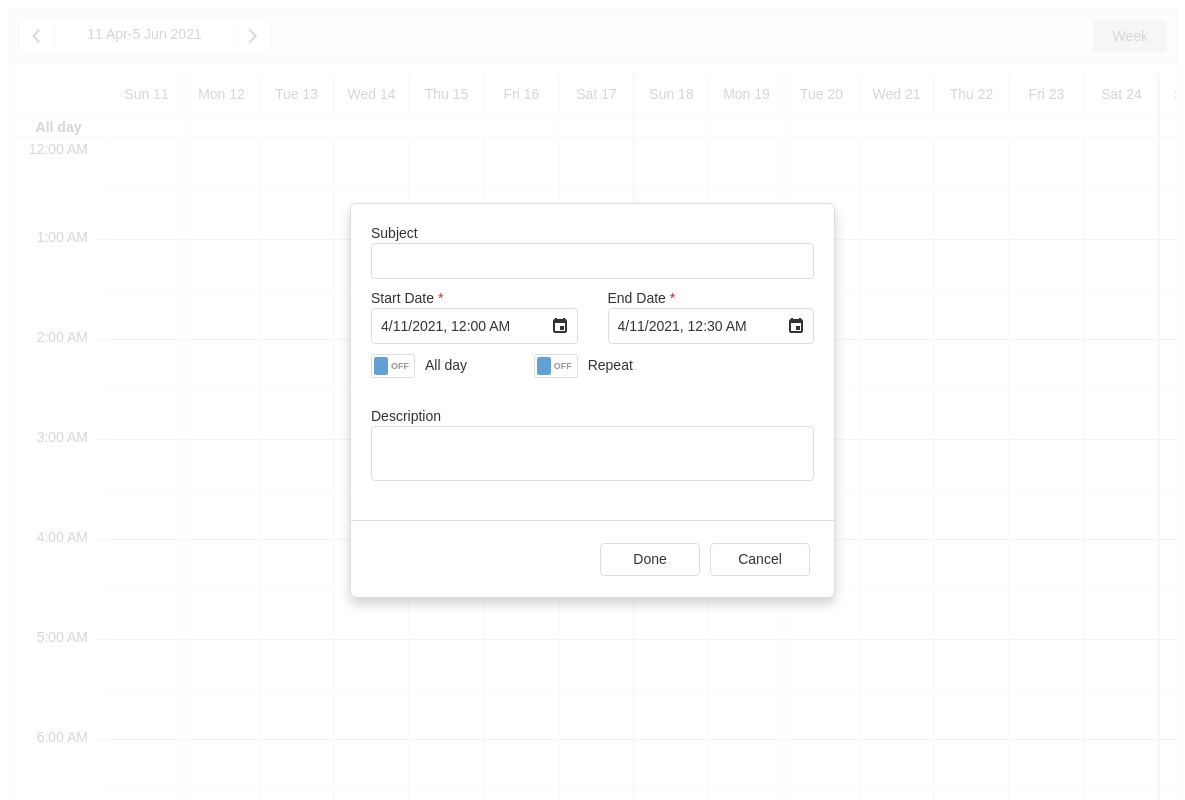 11 Apr-5 Jun 2021
Week
Sun 11 Mon 12 Tue 13 Wed 14 Thu 15 Fri 16 Sat 17 Sun 18 Mon 19 Tue 20 Wed 21 Thu 22 Fri 23 Sat 24
All day
12:00 AM
1:00 AM
2:00 AM
3:00 AM
4:00 AM
5:00 AM
6:00 AM
Subject
Start Date * End Date *
4/11/2021, 12:00 AM 4/11/2021, 12:30 AM
OFF All day OFF Repeat
Description
Done Cancel